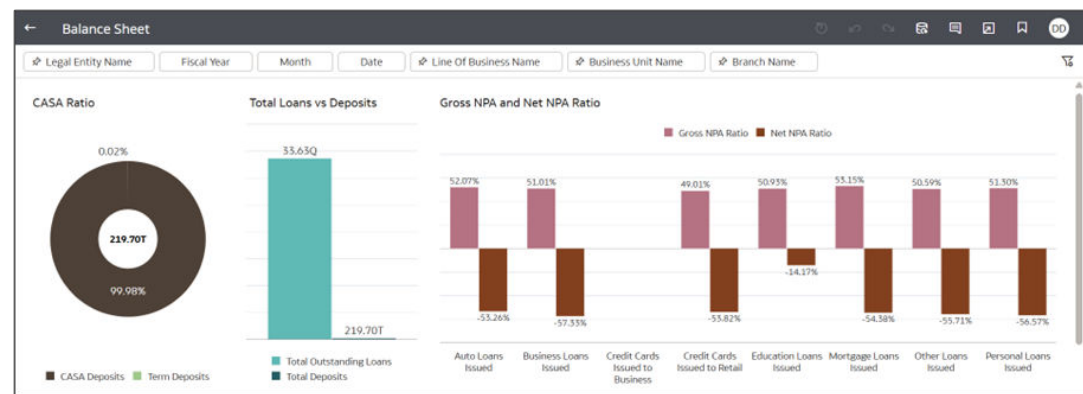 Balance Sheet
DD
Legal Entity Name
Fiscal Year
Month
Date
Line Of Business Name
Business Unit Name
Branch Name
CASA Ratio
0.02%
219.70T
99.98%
CASA Deposits
Term Deposits
Total Loans vs Deposits
33.63Q
219.70T
Total Outstanding Loans
Total Deposits
Gross NPA and Net NPA Ratio
Gross NPA Ratio
Net NPA Ratio
52.07%
51.01%
49.01%
50.93%
53.15%
50.59%
51.30%
-53.26%
-57.33%
-53.82%
-14.17%
-54.38%
-55.71%
-56.57%
Auto Loans
Issued
Business Loans
Issued
Credit Cards
Issued to
Business
Credit Cards
Issued to Retail
Education Loans
Issued
Mortgage Loans
Issued
Other Loans
Issued
Personal Loans
Issued